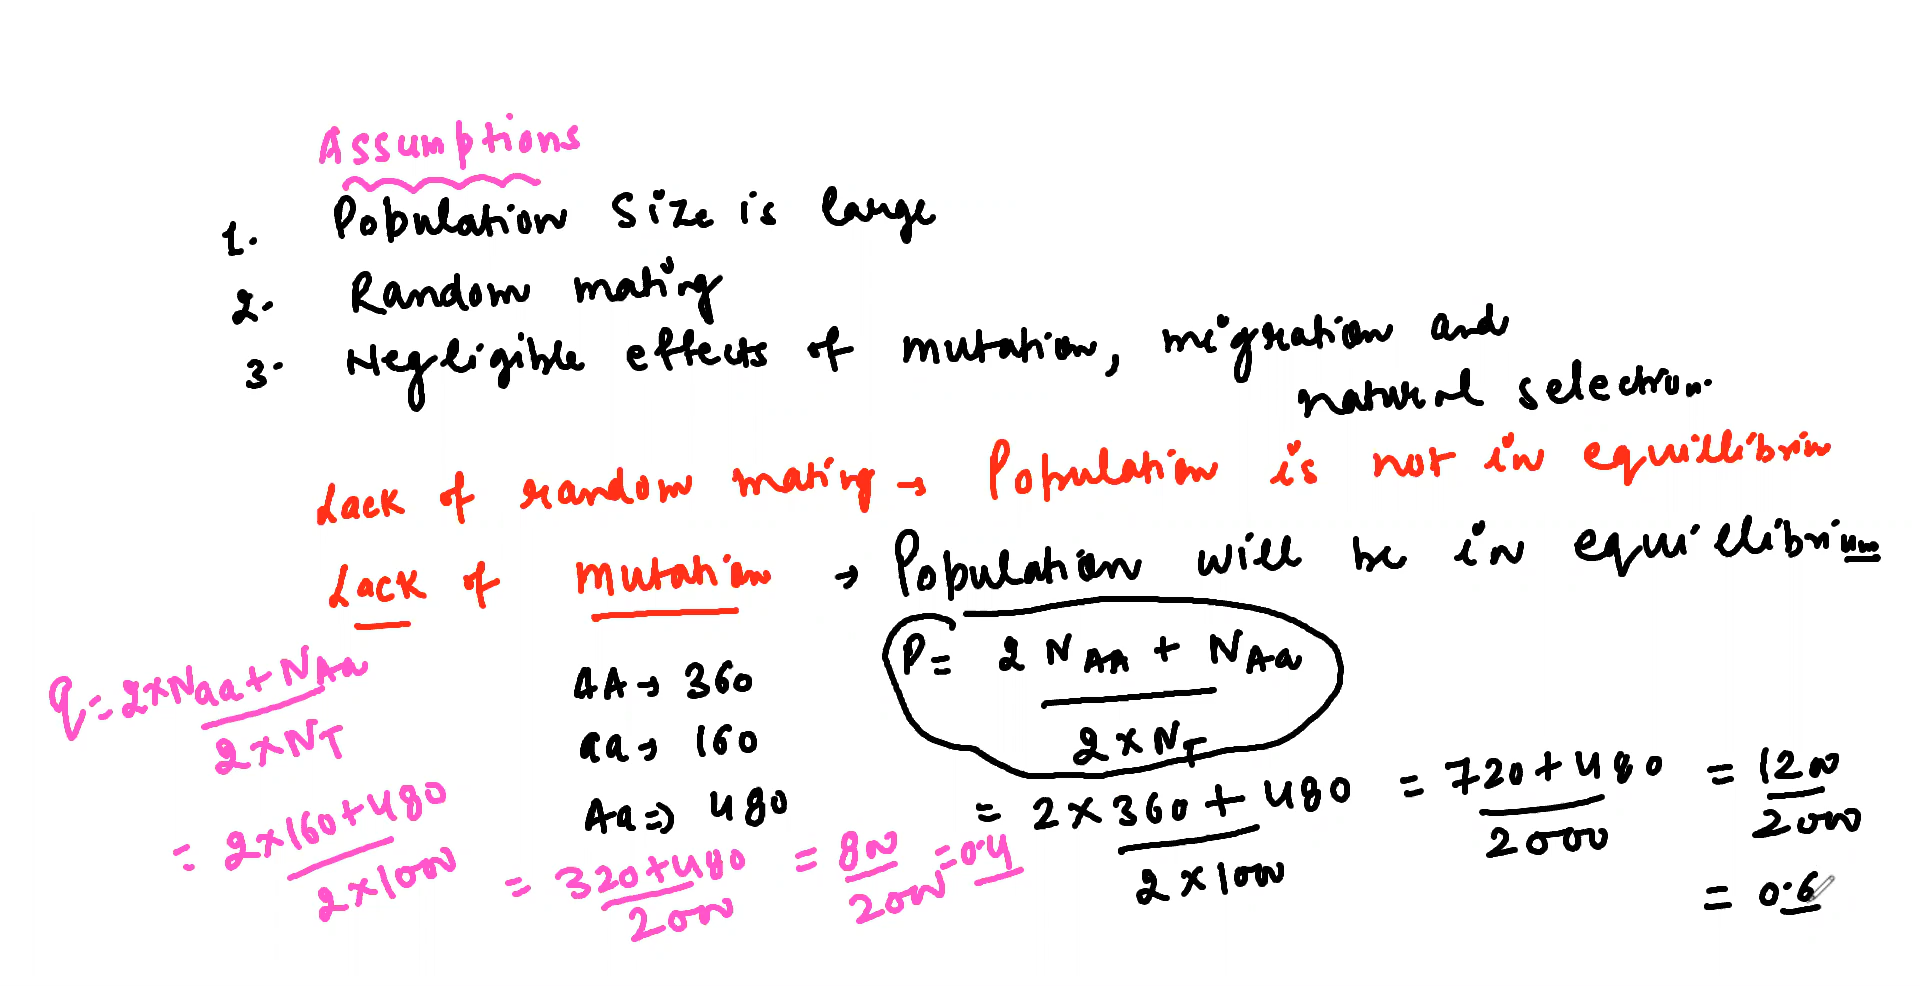 Assumptions
1. Population size is large
2. Random mating
3. Negligible effects of mutation, migration and
natural selection.
Lack of random mating → Population is not in equillibrium
Lack of mutation → Population will be in equillibrium
q = 2×Naa + NAa / 2×NT
= 2×160+480 / 2×1000
= 320+480 / 2000 = 800 / 2000 = 0.4
AA → 360
aa → 160
Aa ⇒ 480
P = 2 NAA + NAa / 2×NT
= 2×360+480 / 2×1000 = 720+480 / 2000 = 1200 / 2000
= 0.6